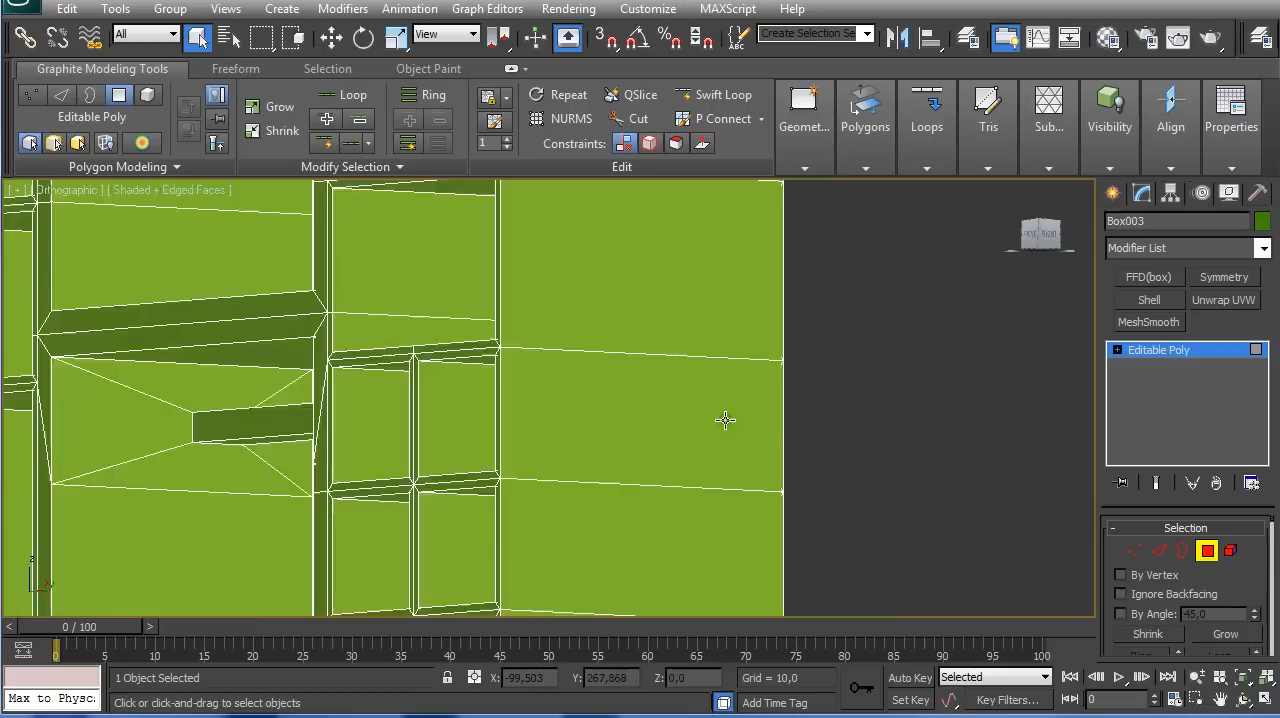 Edit Tools Group Views Create Modifiers Animation Graph Editors Rendering Customize MAXScript Help
All View Create Selection Se
Graphite Modeling Tools Freeform Selection Object Paint
Loop Ring Repeat QSlice Swift Loop
Grow NURMS Cut P Connect
Edit​able Poly Shrink 1 Constraints: Geomet... Polygons Loops Tris Sub... Visibility Align Properties
Polygon Modeling Modify Selection Edit
[ + ] [ Orthographic ] [ Shaded + Edged Faces ]
RIGHT
Box003
Modifier List
FFD(box) Symmetry
Shell Unwrap UVW
MeshSmooth
Editable Poly
Selection
By Vertex
Ignore Backfacing
By Angle: 45,0
Shrink Grow
z
< 0 / 100 >
0 5 10 15 20 25 30 35 40 45 50 55 60 65 70 75 80 85 90 95 100
1 Object Selected X: -99,503 Y: 267,868 Z: 0,0 Grid = 10,0 Auto Key Selected
Max to Physc: Click or click-and-drag to select objects Add Time Tag Set Key Key Filters... 0